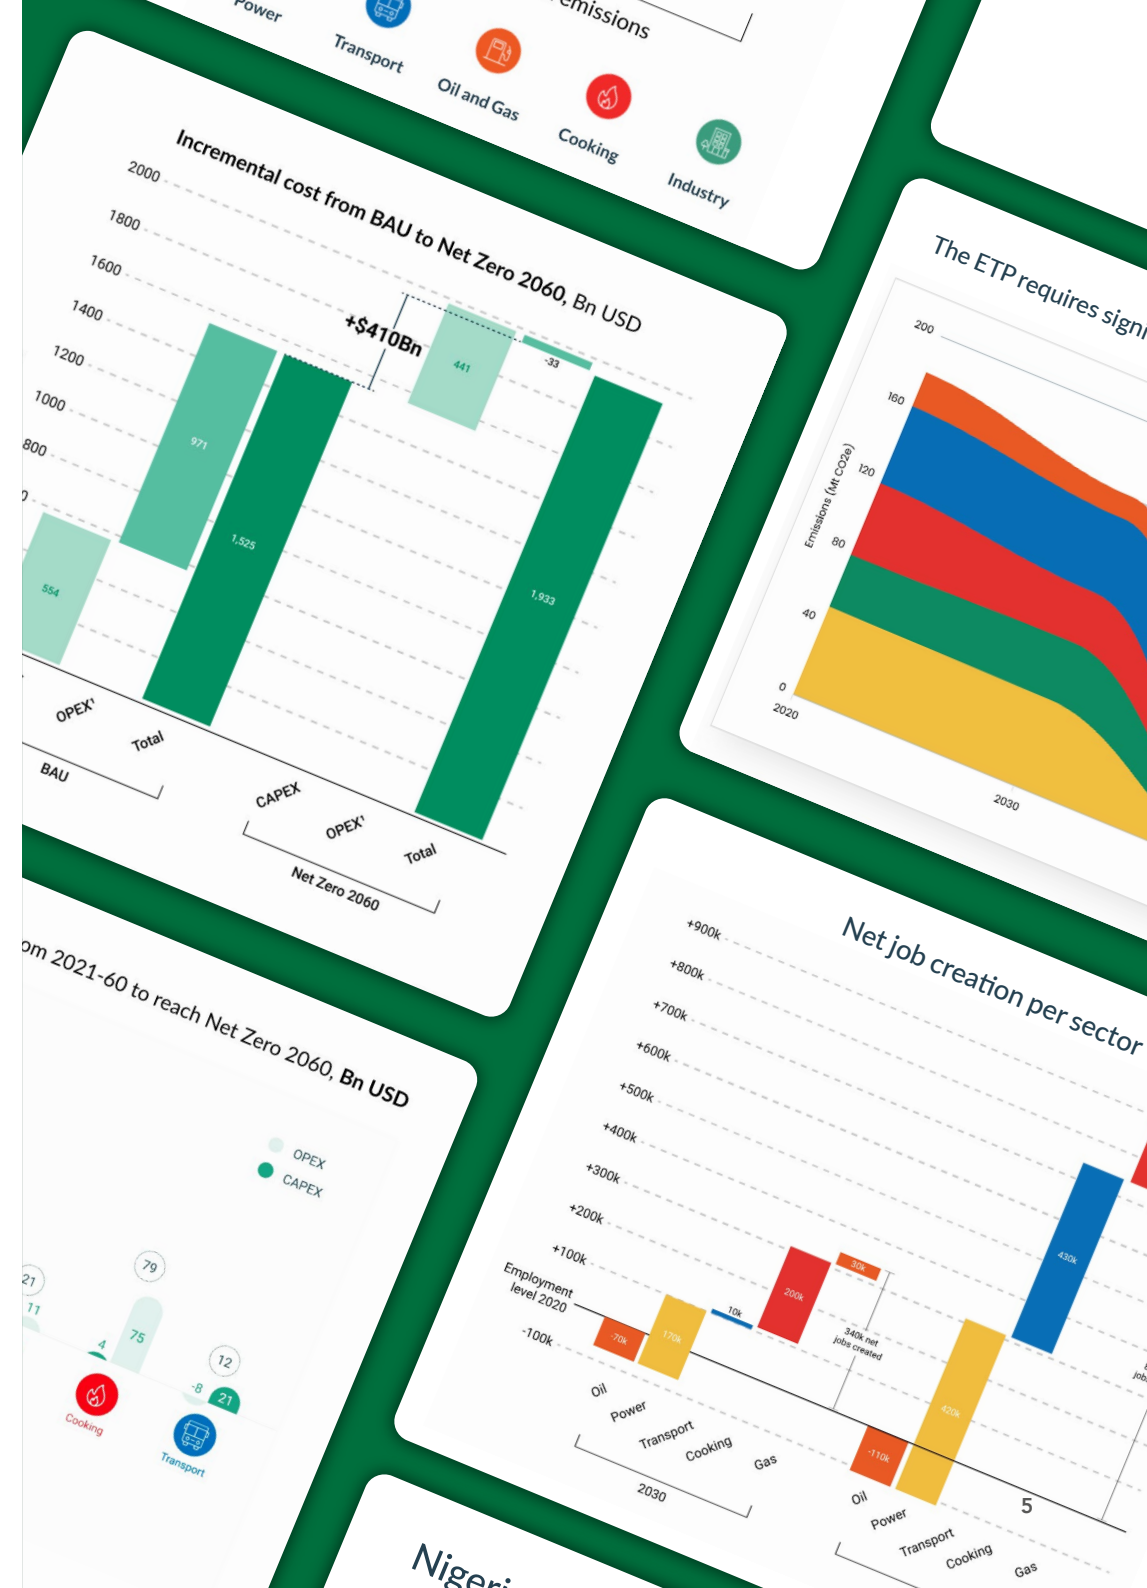 emissions
Power
Transport
Oil and Gas
Cooking
Industry
Incremental cost from BAU to Net Zero 2060, Bn USD
2000
1800
1600
1400
1200
1000
800
+$410Bn
554
971
1,525
441
-33
1,933
OPEX¹
Total
BAU
CAPEX
OPEX¹
Total
Net Zero 2060
The ETP requires
200
160
120
80
40
0
Emissions (Mt CO2e)
2020
2030
2021-60 to reach Net Zero 2060, Bn USD
OPEX
CAPEX
21
11
4
79
75
-8
12
21
Cooking
Transport
Net job creation per sector
+900k
+800k
+700k
+600k
+500k
+400k
+300k
+200k
+100k
Employment
level 2020
-100k
-70k
170k
10k
200k
30k
340k net
jobs created
-110k
420k
430k
Oil
Power
Transport
Cooking
Gas
2030
Oil
Power
Transport
Cooking
Gas
5